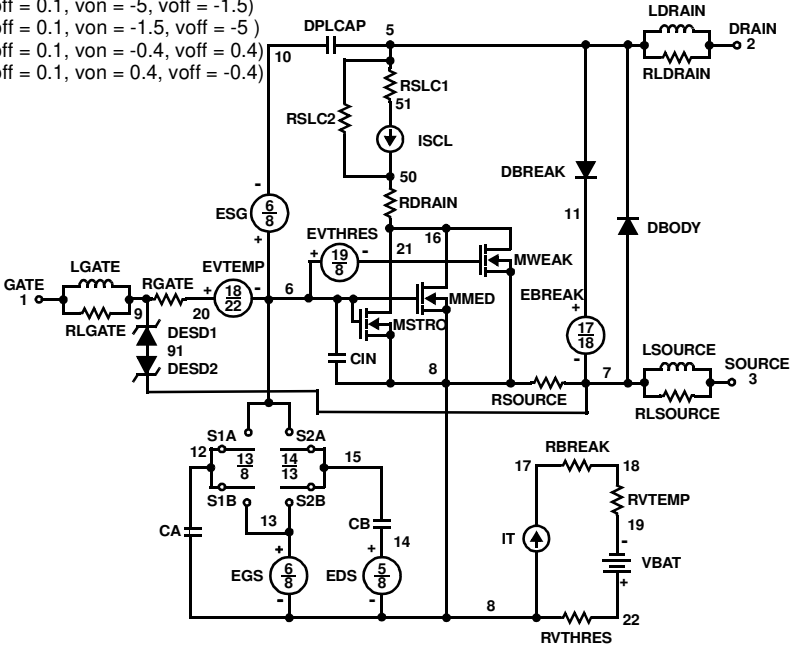 off = 0.1, von = -5, voff = -1.5)
off = 0.1, von = -1.5, voff = -5 )
off = 0.1, von = -0.4, voff = 0.4)
off = 0.1, von = 0.4, voff = -0.4)
LDRAIN
DPLCAP 5
DRAIN
2
10
RLDRAIN
RSLC1
51
RSLC2
ISCL
DBREAK
50
RDRAIN
- ESG 6/8 +
11
DBODY
EVTHRES
+ 19/8 -
16
21
MWEAK
LGATE
GATE
1
RGATE
EVTEMP
+ 18/22 -
6
EBREAK
+
MMED
9
20
RLGATE
DESD1
91
DESD2
MSTRO
17/18
-
CIN
LSOURCE
SOURCE
3
8
7
RSOURCE
RLSOURCE
S1A
S2A
12
13/8
14/13
15
RBREAK
17
18
S1B
S2B
RVTEMP
13
CA
CB
19
14
IT
-
VBAT
+
+
+
EGS 6/8
EDS 5/8
-
-
8
22
RVTHRES